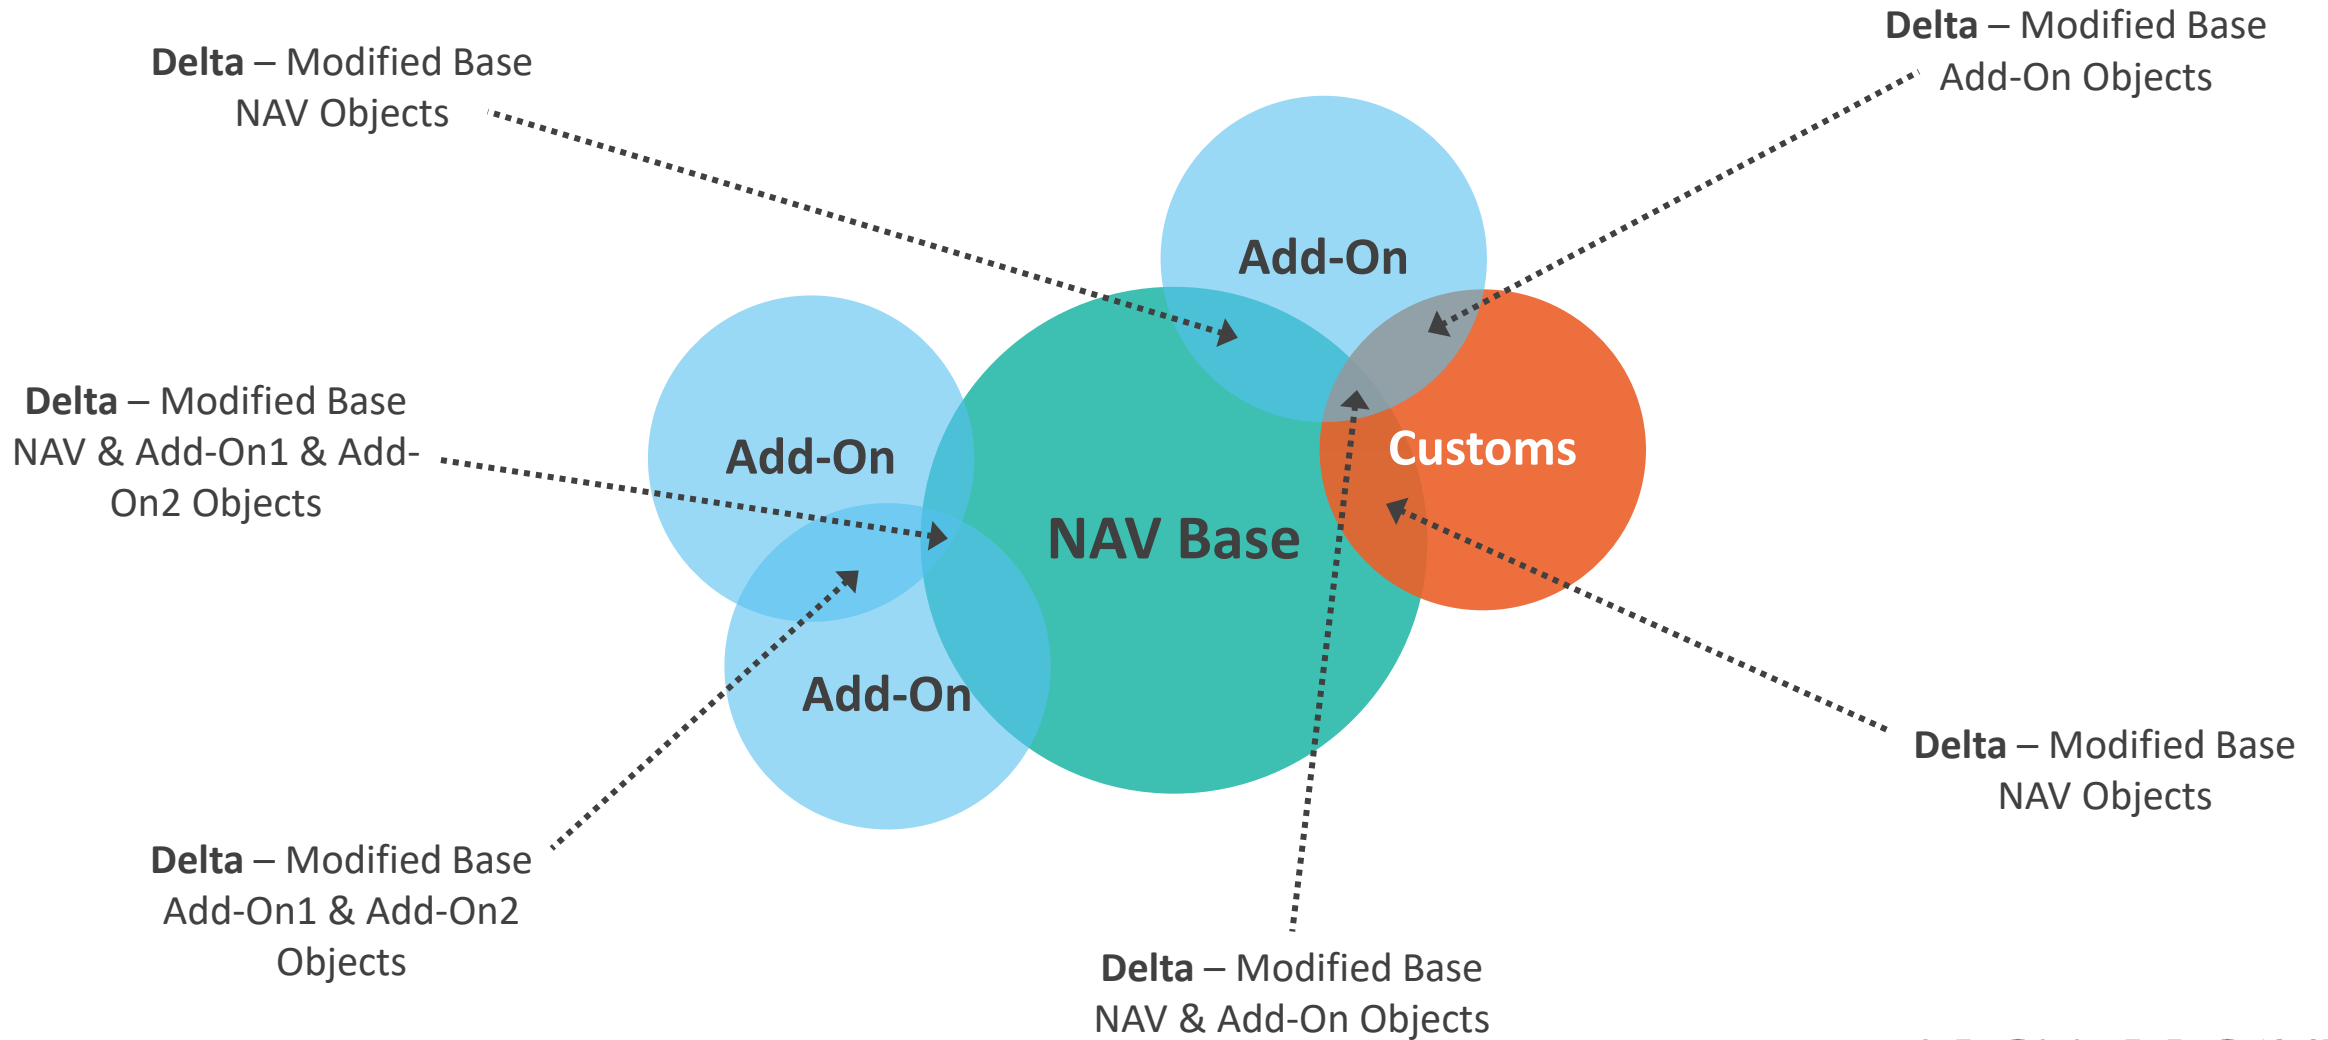 Delta – Modified Base
Add-On Objects
Delta – Modified Base
NAV Objects
Add-On
Delta – Modified Base
NAV & Add-On1 & Add-
On2 Objects
Add-On
Customs
NAV Base
Add-On
Delta – Modified Base
NAV Objects
Delta – Modified Base
Add-On1 & Add-On2
Objects
Delta – Modified Base
NAV & Add-On Objects